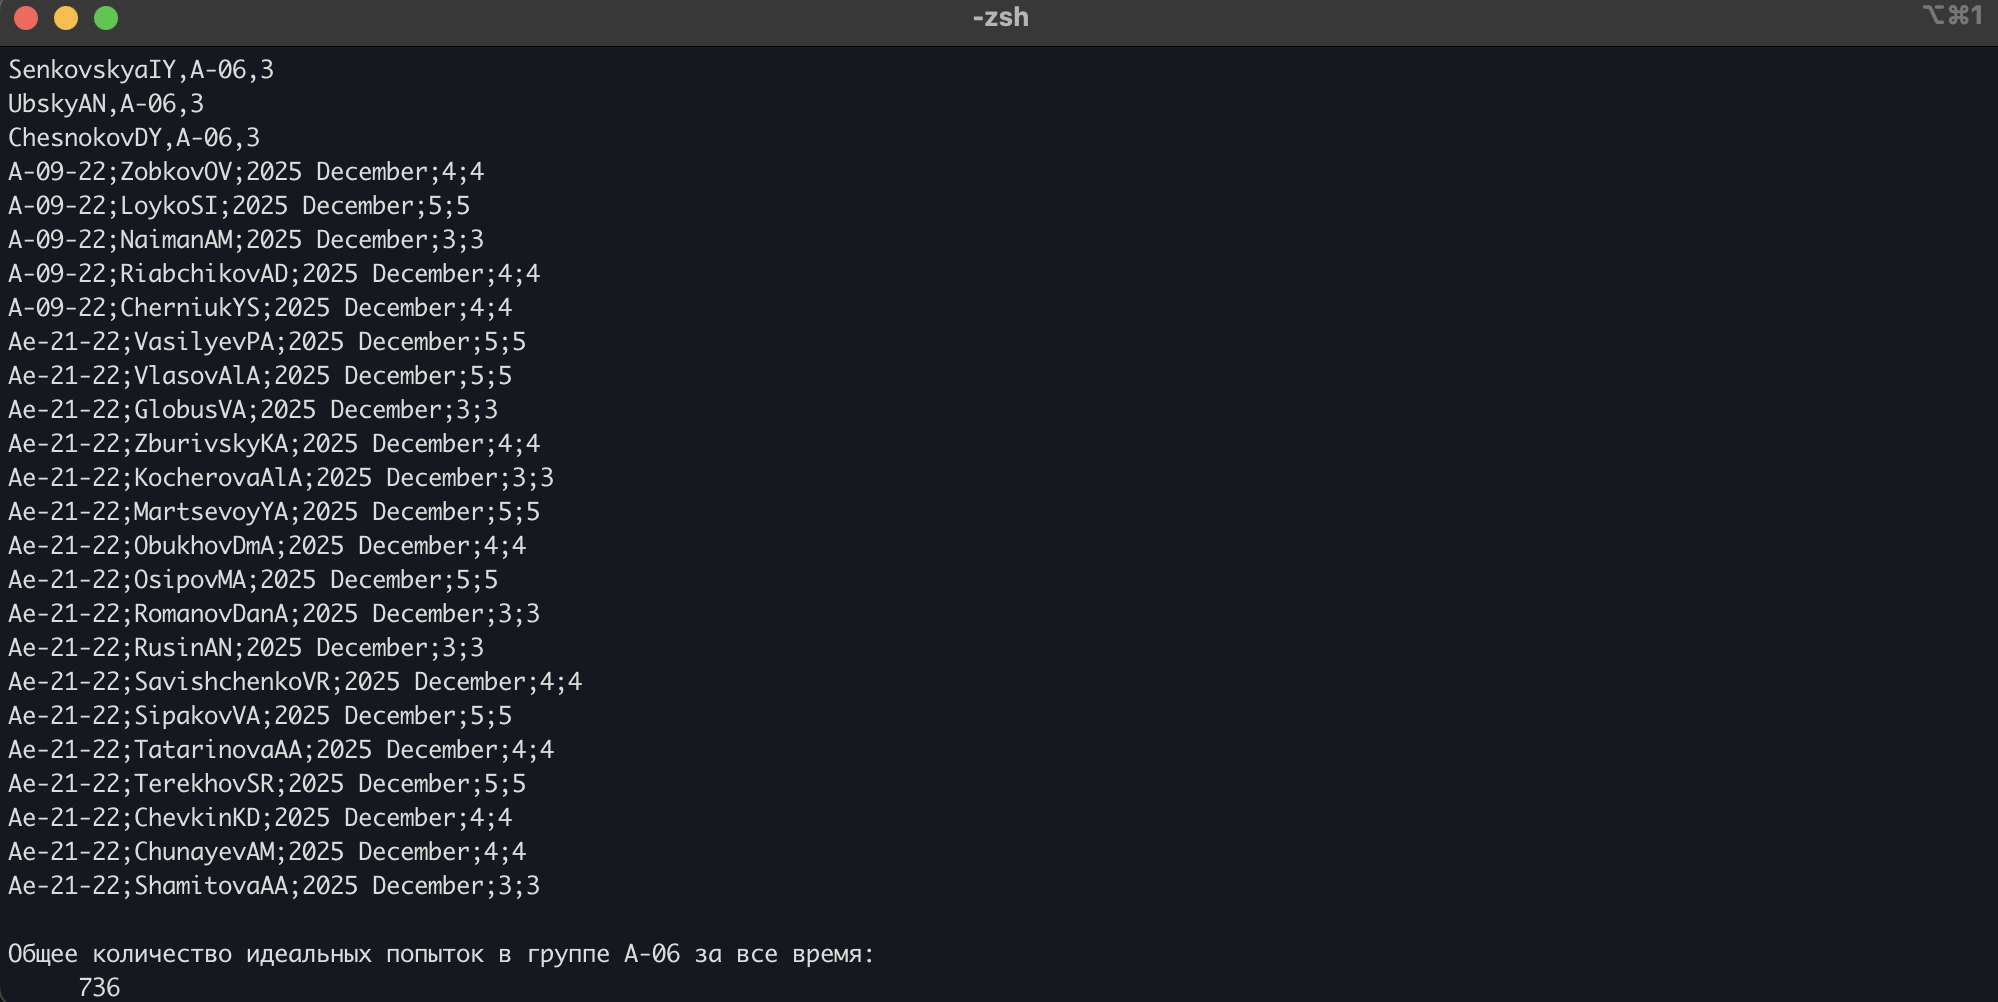 -zsh
⌥⌘1
SenkovskyaIY,A-06,3
UbskyAN,A-06,3
ChesnokovDY,A-06,3
A-09-22;ZobkovOV;2025 December;4;4
A-09-22;LoykoSI;2025 December;5;5
A-09-22;NaimanAM;2025 December;3;3
A-09-22;RiabchikovAD;2025 December;4;4
A-09-22;CherniukYS;2025 December;4;4
Ae-21-22;VasilyevPA;2025 December;5;5
Ae-21-22;VlasovAlA;2025 December;5;5
Ae-21-22;GlobusVA;2025 December;3;3
Ae-21-22;ZburivskyKA;2025 December;4;4
Ae-21-22;KocherovaAlA;2025 December;3;3
Ae-21-22;MartsevoyYA;2025 December;5;5
Ae-21-22;ObukhovDmA;2025 December;4;4
Ae-21-22;OsipovMA;2025 December;5;5
Ae-21-22;RomanovDanA;2025 December;3;3
Ae-21-22;RusinAN;2025 December;3;3
Ae-21-22;SavishchenkoVR;2025 December;4;4
Ae-21-22;SipakovVA;2025 December;5;5
Ae-21-22;TatarinovaAA;2025 December;4;4
Ae-21-22;TerekhovSR;2025 December;5;5
Ae-21-22;ChevkinKD;2025 December;4;4
Ae-21-22;ChunayevAM;2025 December;4;4
Ae-21-22;ShamitovaAA;2025 December;3;3
Общее количество идеальных попыток в группе A-06 за все время:
736